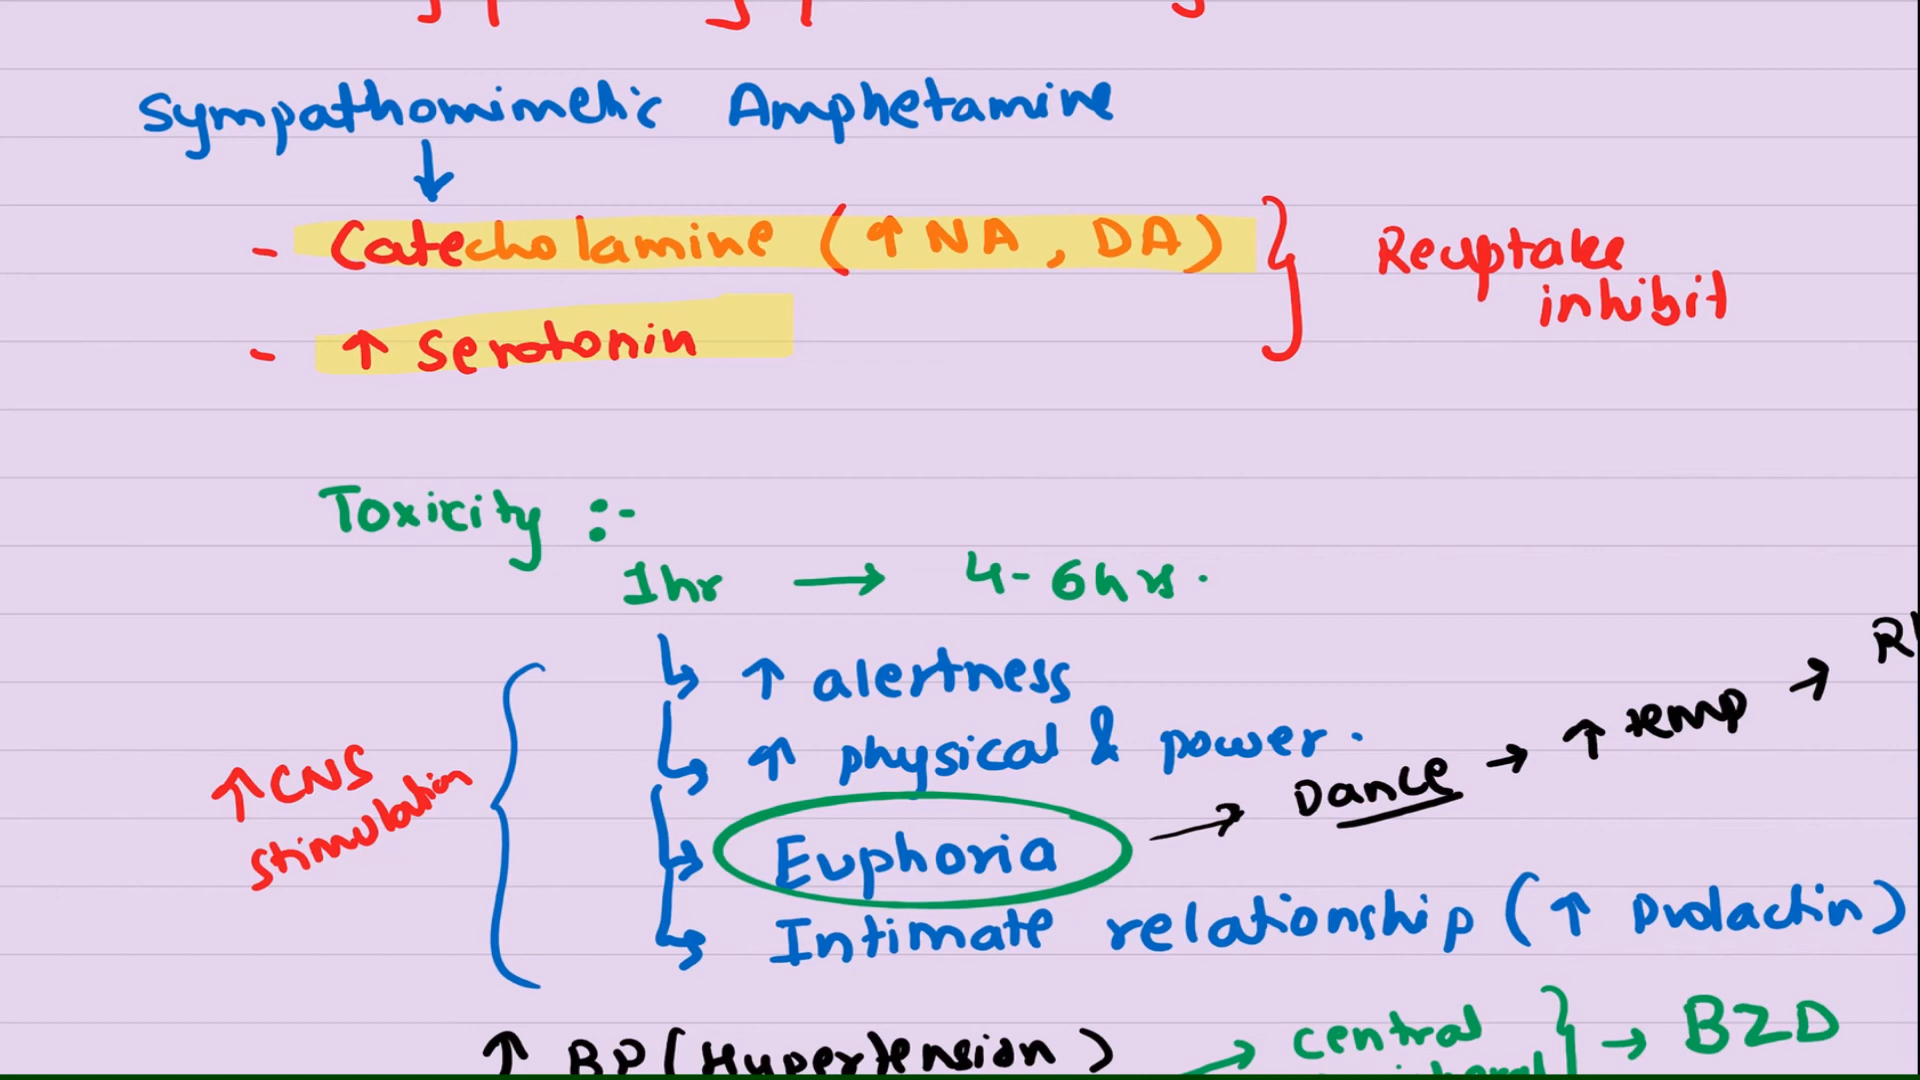 Sympathomimetic Amphetamine
↓
- Catecholamine (↑ NA, DA) } Reuptake inhibit
- ↑ Serotonin
Toxicity :-
1hr → 4-6hrs.
↳ ↑ alertness
↳ ↑ physical & power.
↳ Euphoria → Dance → ↑ temp →
↳ Intimate relationship (↑ Prolactin)
↑ CNS
stimulation
↑ BP (Hypertension) → central } → BZD